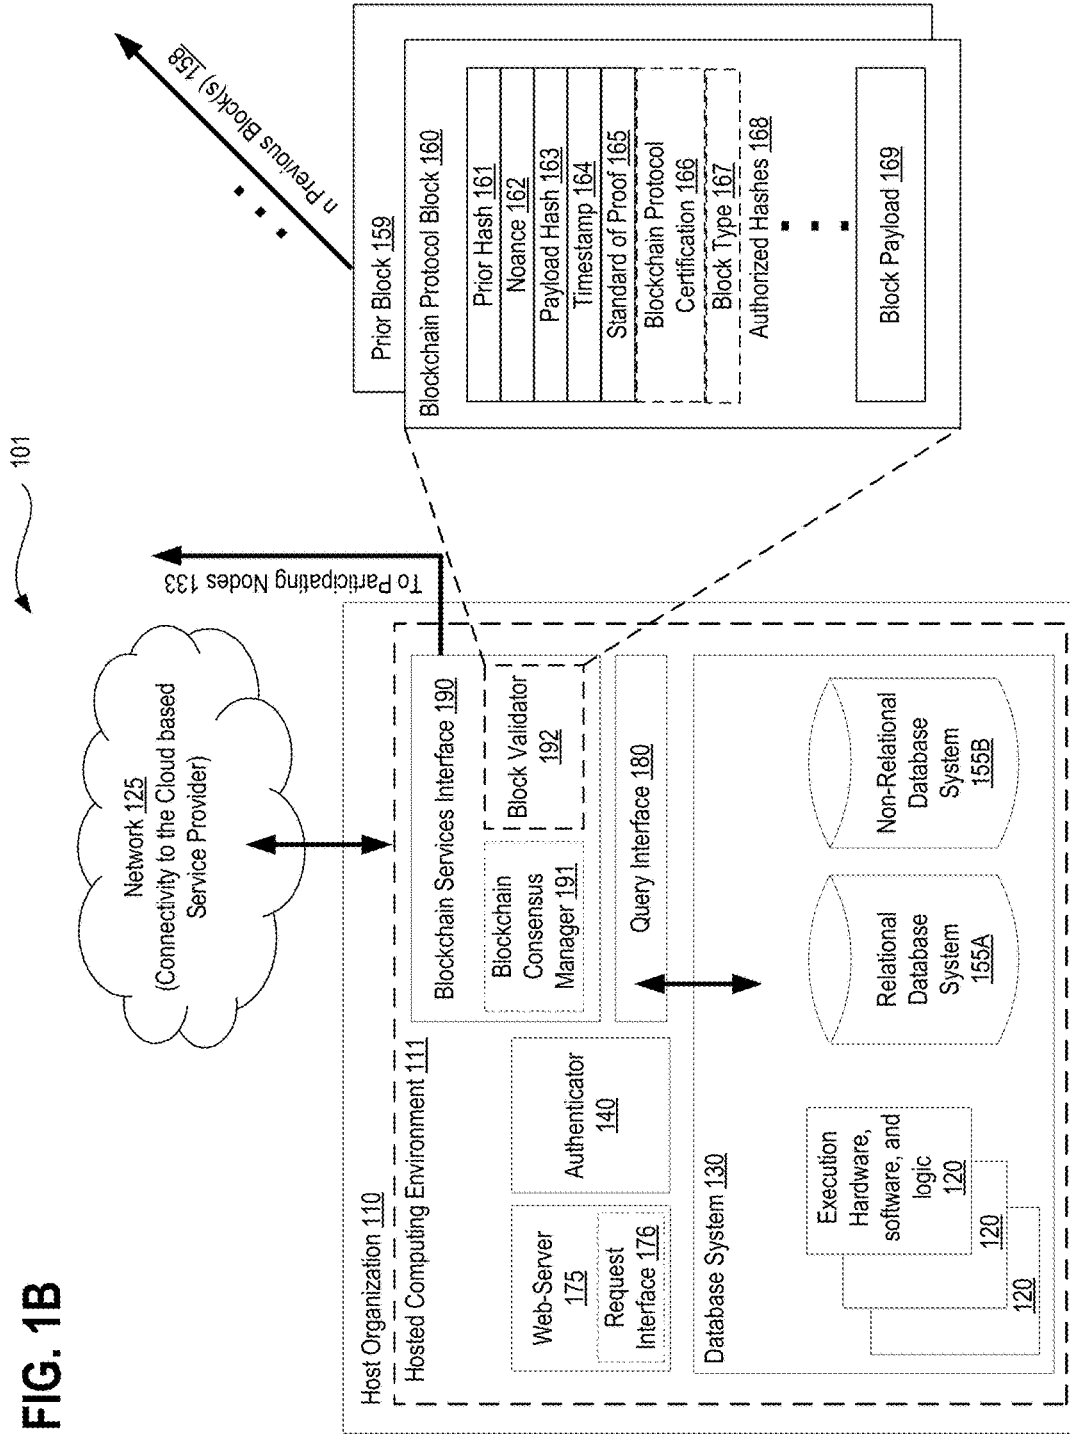 FIG. 1B
101
Network 125
(Connectivity to the Cloud based
Service Provider)
To Participating Nodes 133
n Previous Block(s) 158
Host Organization 110
Hosted Computing Environment 111
Web-Server
175
Request
Interface 176
Authenticator
140
Blockchain Services Interface 190
Blockchain
Consensus
Manager 191
Block Validator
192
Query Interface 180
Database System 130
Execution
Hardware,
software, and
logic
120
120
120
Relational
Database
System
155A
Non-Relational
Database
System
155B
Prior Block 159
Blockchain Protocol Block 160
Prior Hash 161
Noance 162
Payload Hash 163
Timestamp 164
Standard of Proof 165
Blockchain Protocol
Certification 166
Block Type 167
Authorized Hashes 168
Block Payload 169